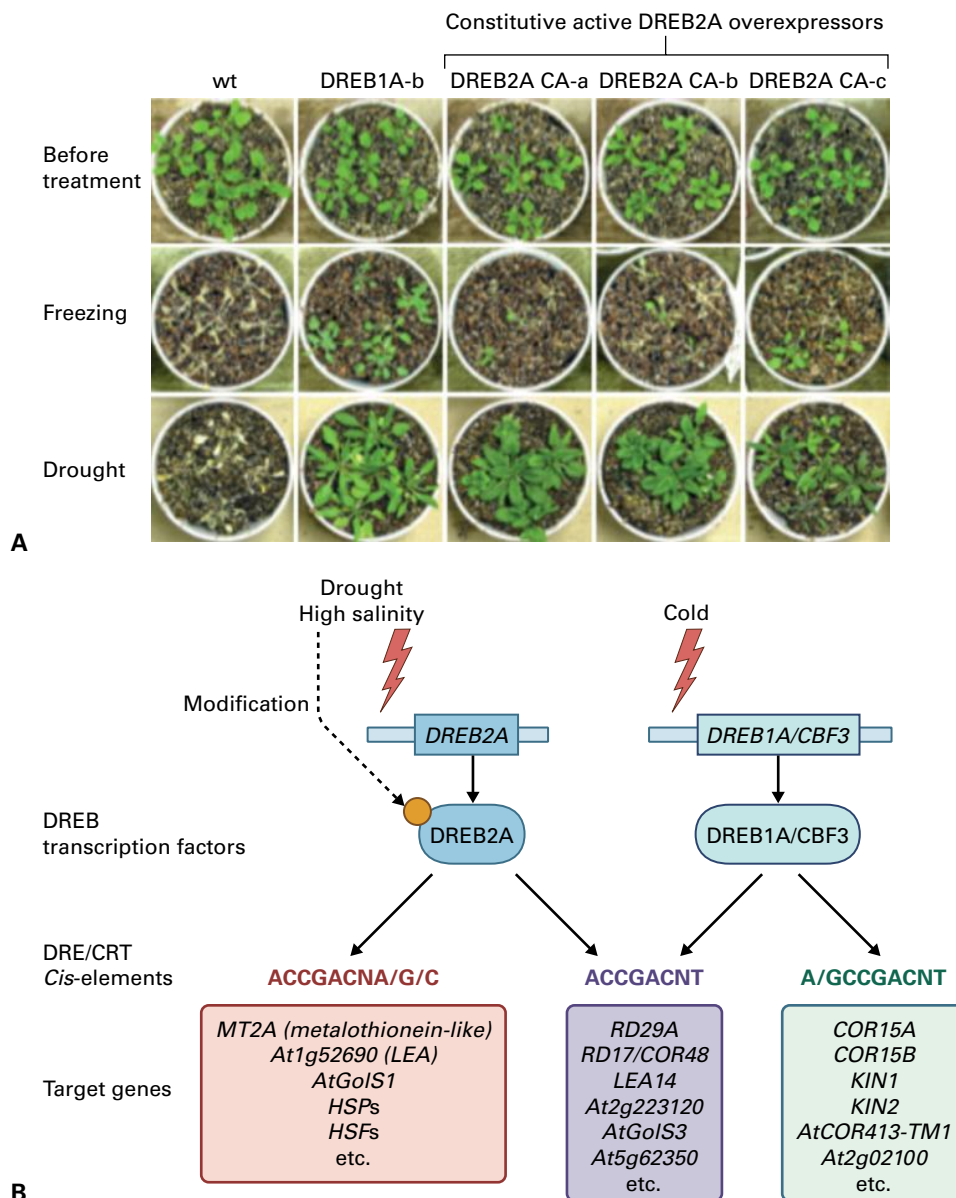 Constitutive active DREB2A overexpressors
wt DREB1A-b DREB2A CA-a DREB2A CA-b DREB2A CA-c
Before
treatment
Freezing
Drought
A
Drought
High salinity
Cold
Modification
DREB2A
DREB1A/CBF3
DREB
transcription factors
DREB2A
DREB1A/CBF3
DRE/CRT
Cis-elements
ACCGACNA/G/C
ACCGACNT
A/GCCGACNT
Target genes
MT2A (metalothionein-like)
At1g52690 (LEA)
AtGolS1
HSPs
HSFs
etc.
RD29A
RD17/COR48
LEA14
At2g223120
AtGolS3
At5g62350
etc.
COR15A
COR15B
KIN1
KIN2
AtCOR413-TM1
At2g02100
etc.
B